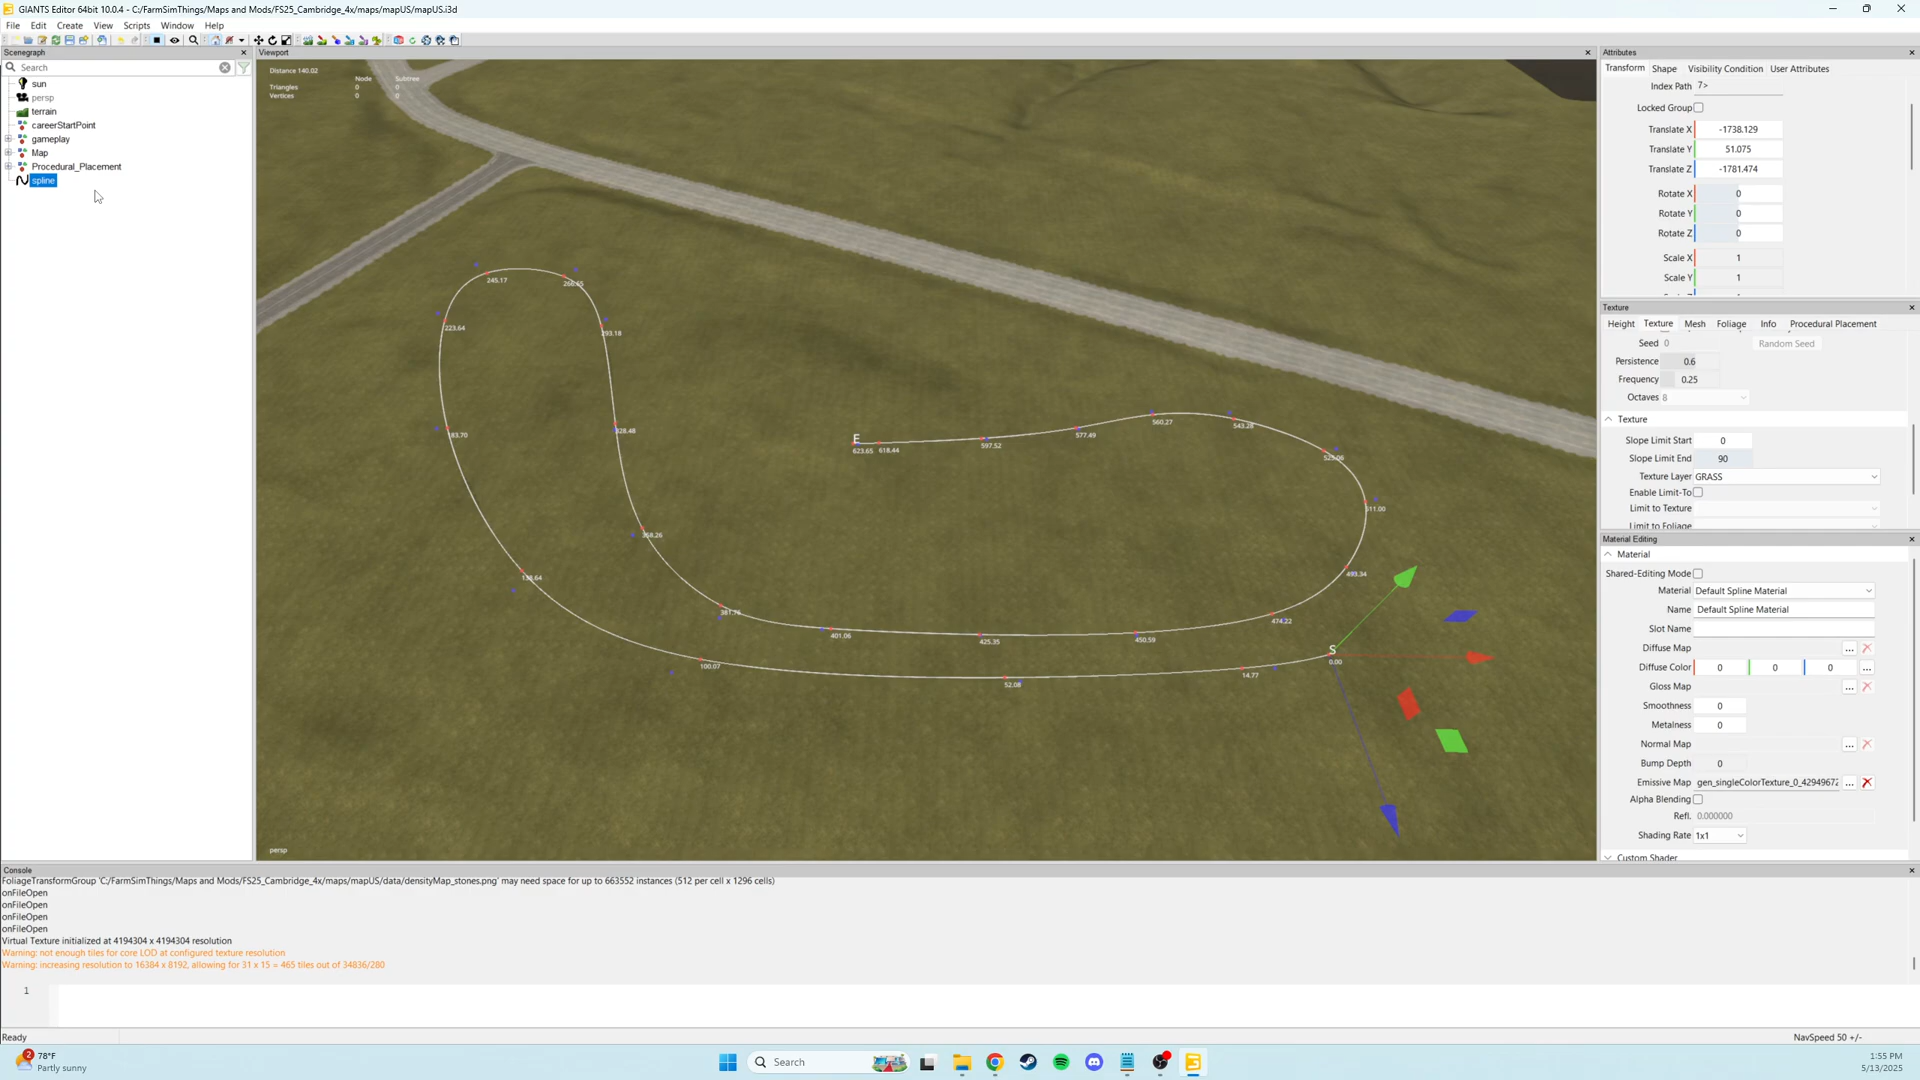 GIANTS Editor 64bit 10.0.4 - C:/FarmSimThings/Maps and Mods/FS25_Cambridge_4x/maps/mapUS/mapUS.i3d
File Edit Create View Scripts Window Help
Scenegraph
Search
sun
persp
terrain
careerStartPoint
gameplay
Map
Procedural_Placement
spline
Viewport
Distance 140.02
Node Subtree
Triangles 0 0
Vertices 0 0
245.17
266.55
223.64
293.18
183.70
328.48
358.26
138.64
381.76
401.06
425.35
450.59
474.22
493.34
511.00
523.06
543.28
560.27
577.49
597.52
618.44
E
623.65
S
0.00
14.77
52.08
100.07
persp
Attributes
Transform Shape Visibility Condition User Attributes
Index Path 7>
Locked Group
Translate X -1738.129
Translate Y 51.075
Translate Z -1781.474
Rotate X 0
Rotate Y 0
Rotate Z 0
Scale X 1
Scale Y 1
Texture
Height Texture Mesh Foliage Info Procedural Placement
Seed 0 Random Seed
Persistence 0.6
Frequency 0.25
Octaves 8
Texture
Slope Limit Start 0
Slope Limit End 90
Texture Layer GRASS
Enable Limit-To
Limit to Texture
Limit to Foliage
Material Editing
Material
Shared-Editing Mode
Material Default Spline Material
Name Default Spline Material
Slot Name
Diffuse Map ...
Diffuse Color 0 0 0 ...
Gloss Map ...
Smoothness 0
Metalness 0
Normal Map ...
Bump Depth 0
Emissive Map gen_singleColorTexture_0_4294967 ...
Alpha Blending
Refl. 0.000000
Shading Rate 1x1
Custom Shader
Console
FoliageTransformGroup 'C:/FarmSimThings/Maps and Mods/FS25_Cambridge_4x/maps/mapUS/data/densityMap_stones.png' may need space for up to 663552 instances (512 per cell x 1296 cells)
onFileOpen
onFileOpen
onFileOpen
onFileOpen
Virtual Texture initialized at 4194304 x 4194304 resolution
Warning: not enough tiles for core LOD at configured texture resolution
Warning: increasing resolution to 16384 x 8192, allowing for 31 x 15 = 465 tiles out of 34836/280
1
Ready
NavSpeed 50 +/-
2
78°F
Partly sunny
Search
1:55 PM
5/13/2025